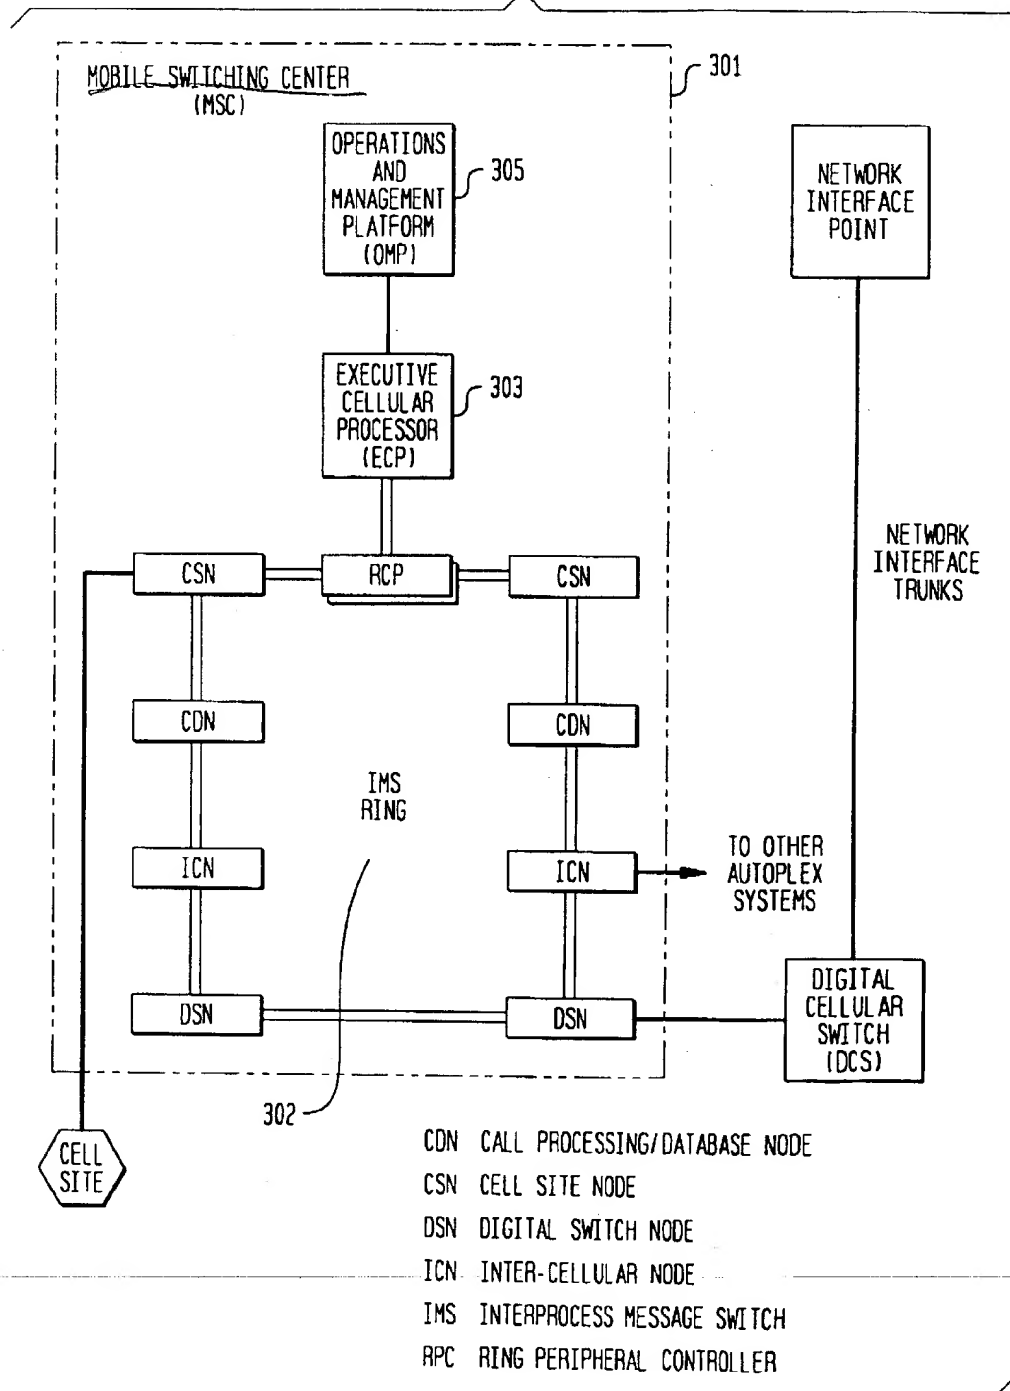 MOBILE SWITCHING CENTER
(MSC)
301
OPERATIONS
AND
MANAGEMENT
PLATFORM
(OMP)
305
NETWORK
INTERFACE
POINT
EXECUTIVE
CELLULAR
PROCESSOR
(ECP)
303
NETWORK
INTERFACE
TRUNKS
CSN
RCP
CSN
CDN
CDN
IMS
RING
ICN
ICN
TO OTHER
AUTOPLEX
SYSTEMS
DSN
DSN
DIGITAL
CELLULAR
SWITCH
(DCS)
302
CELL
SITE
CDN CALL PROCESSING/DATABASE NODE
CSN CELL SITE NODE
DSN DIGITAL SWITCH NODE
ICN INTER-CELLULAR NODE
IMS INTERPROCESS MESSAGE SWITCH
RPC RING PERIPHERAL CONTROLLER